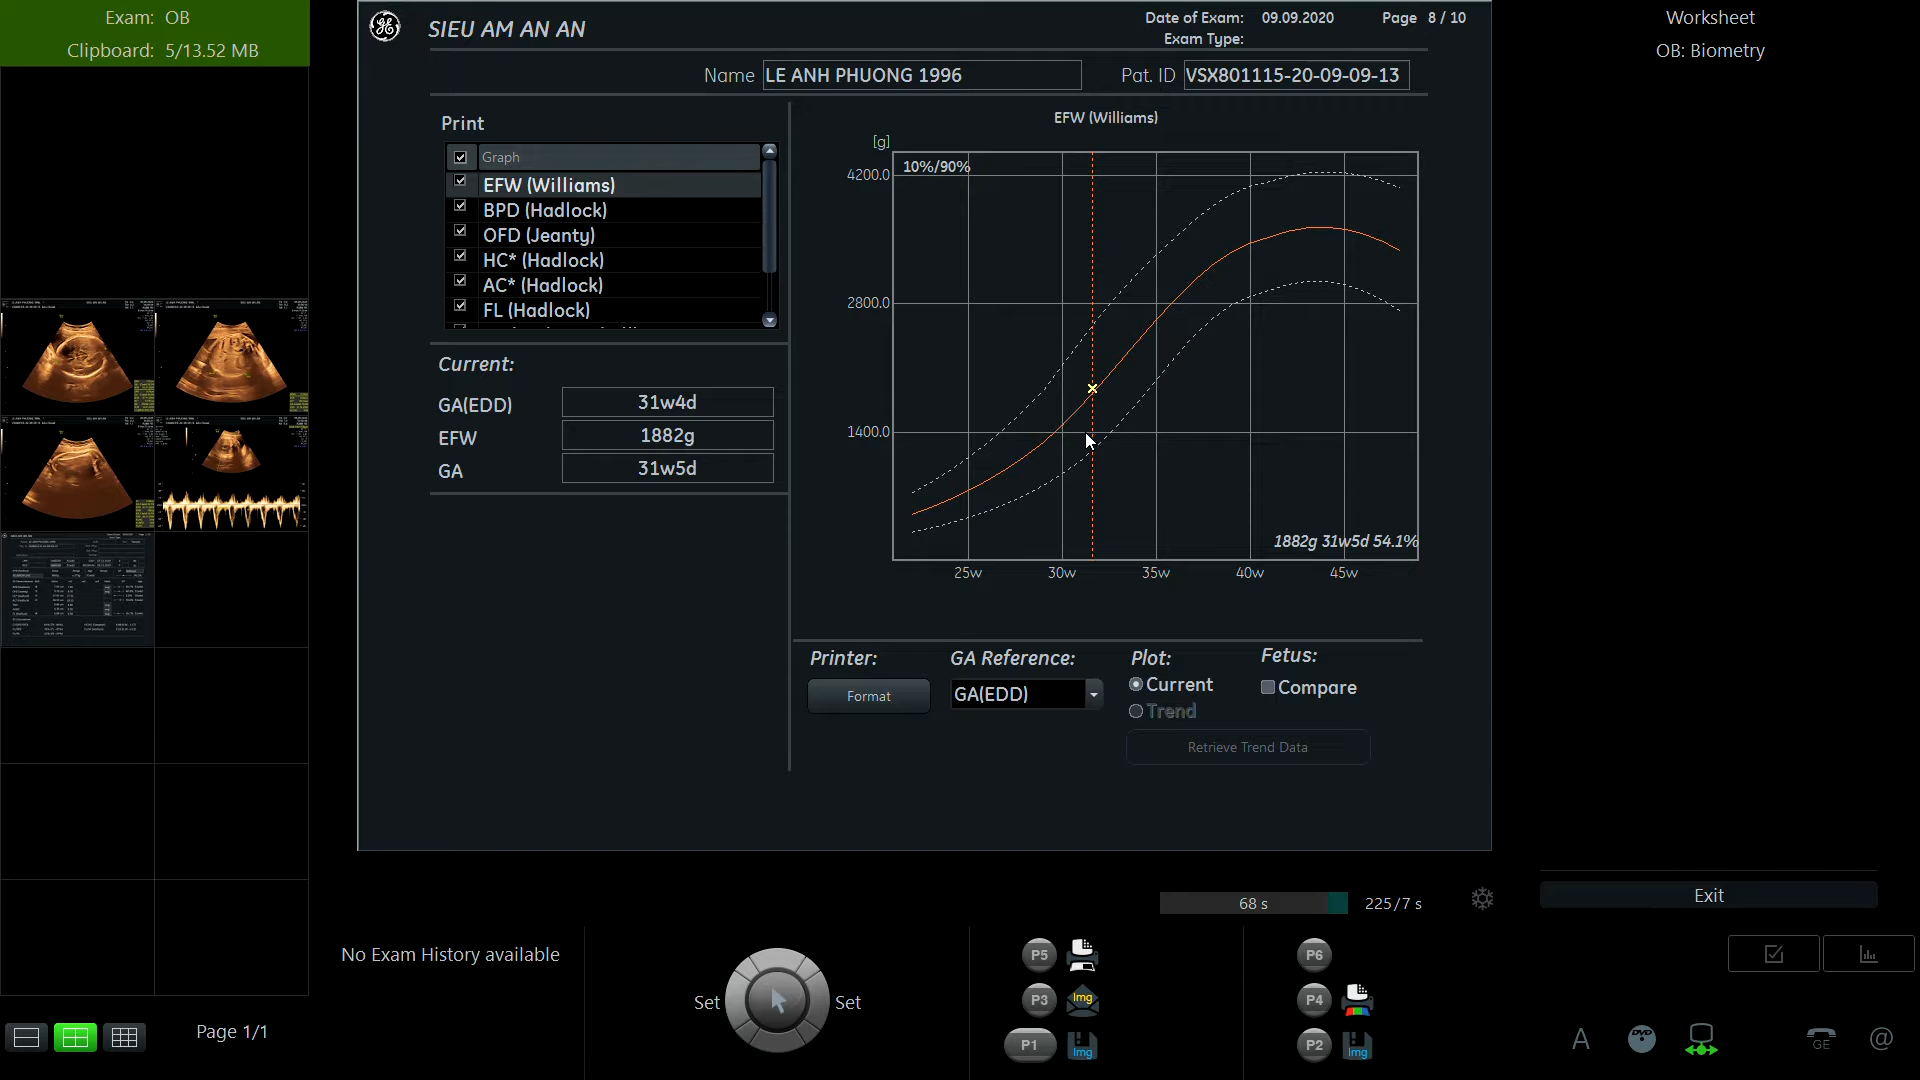 Exam: OB
Clipboard: 5/13.52 MB
SIEU AM AN AN
Date of Exam: 09.09.2020
Page 8 / 10
Exam Type:
Name LE ANH PHUONG 1996
Pat. ID VSX801115-20-09-09-13
Worksheet
OB: Biometry
Print
Graph
EFW (Williams)
BPD (Hadlock)
OFD (Jeanty)
HC* (Hadlock)
AC* (Hadlock)
FL (Hadlock)
Current:
GA(EDD) 31w4d
EFW 1882g
GA 31w5d
EFW (Williams)
[g]
10%/90%
4200.0
2800.0
1400.0
1882g 31w5d 54.1%
25w 30w 35w 40w 45w
Printer:
Format
GA Reference:
GA(EDD)
Plot:
Current
Trend
Retrieve Trend Data
Fetus:
Compare
68 s
225/7 s
Exit
No Exam History available
Set Set
P5
P3 Img
P1 Img
P6
P4
P2 Img
Page 1/1
A
DVD
GE
@